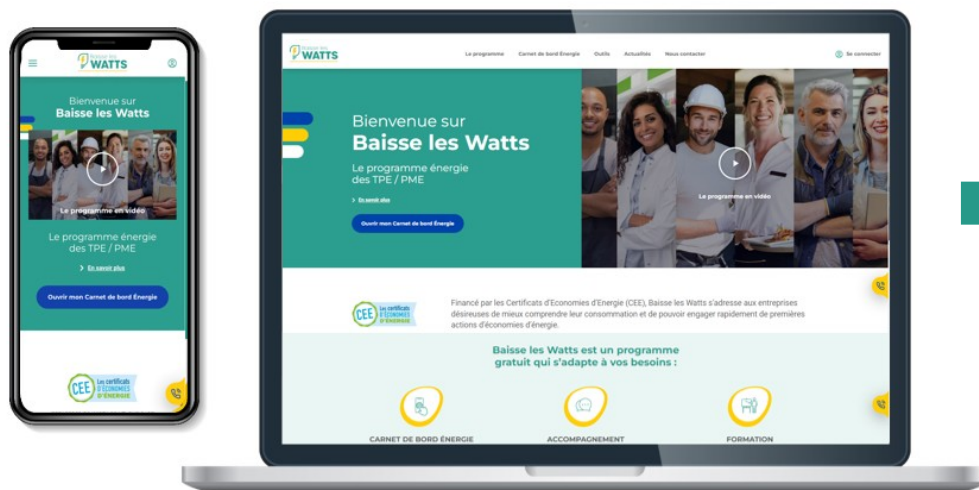 Baisse les
WATTS
Bienvenue sur
Baisse les Watts
Le programme en vidéo
Le programme énergie
des TPE / PME
En savoir plus
Ouvrir mon Carnet de bord Énergie
CEE
Les certificats
D'ÉCONOMIES
D'ÉNERGIE
Baisse les
WATTS
Le programme Carnet de bord Énergie Outils Actualités Nous contacter Se connecter
Bienvenue sur
Baisse les Watts
Le programme énergie
des TPE / PME
En savoir plus
Ouvrir mon Carnet de bord Énergie
Le programme en vidéo
CEE
Les certificats
D'ÉCONOMIES
D'ÉNERGIE
Financé par les Certificats d'Economies d'Energie (CEE), Baisse les Watts s'adresse aux entreprises
désireuses de mieux comprendre leur consommation et de pouvoir engager rapidement de premières
actions d'économies d'énergie.
Baisse les Watts est un programme
gratuit qui s'adapte à vos besoins :
CARNET DE BORD ÉNERGIE
ACCOMPAGNEMENT
FORMATION